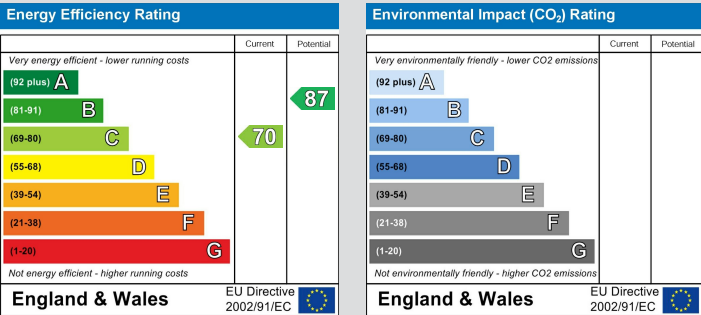 Energy Efficiency Rating
Current Potential
Very energy efficient - lower running costs
(92 plus) A
(81-91) B
87
(69-80) C
70
(55-68) D
(39-54) E
(21-38) F
(1-20) G
Not energy efficient - higher running costs
England & Wales
EU Directive
2002/91/EC
Environmental Impact (CO₂) Rating
Current Potential
Very environmentally friendly - lower CO2 emissions
(92 plus) A
(81-91) B
(69-80) C
(55-68) D
(39-54) E
(21-38) F
(1-20) G
Not environmentally friendly - higher CO2 emissions
England & Wales
EU Directive
2002/91/EC